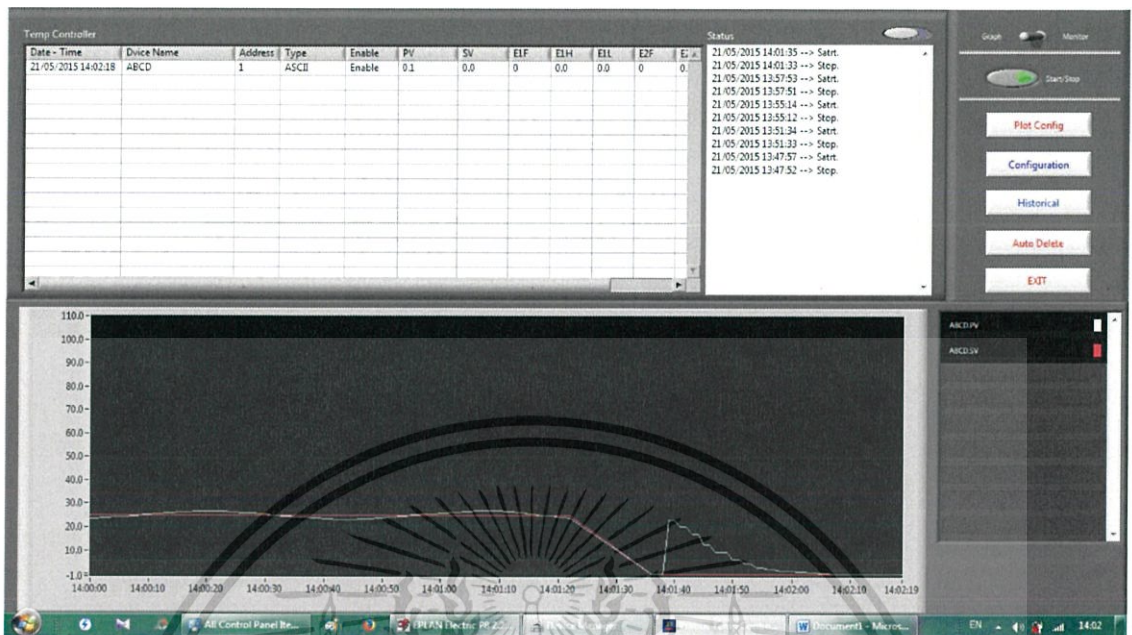 Temp Controller
Date - Time Dvice Name Address Type Enable PV SV E1F E1H E1L E2F
21/05/2015 14:02:18 ABCD 1 ASCII Enable 0.1 0.0 0 0.0 0.0 0 0.
Status
21/05/2015 14:01:35 --> Satrt.
21/05/2015 14:01:33 --> Stop.
21/05/2015 13:57:53 --> Satrt.
21/05/2015 13:57:51 --> Stop.
21/05/2015 13:55:14 --> Satrt.
21/05/2015 13:55:12 --> Stop.
21/05/2015 13:51:34 --> Satrt.
21/05/2015 13:51:33 --> Stop.
21/05/2015 13:47:57 --> Satrt.
21/05/2015 13:47:52 --> Stop.
Graph Monitor
Start/Stop
Plot Config
Configuration
Historical
Auto Delete
EXIT
110.0
100.0
90.0
80.0
70.0
60.0
50.0
40.0
30.0
20.0
10.0
-1.0
14:00:00 14:00:10 14:00:20 14:00:30 14:00:40 14:00:50 14:01:00 14:01:10 14:01:20 14:01:30 14:01:40 14:01:50 14:02:00 14:02:10 14:02:19
ABCD.PV
ABCD.SV
All Control Panel Ite...
EPLAN Electric P8 2....
Document1 - Micros...
EN 14:02